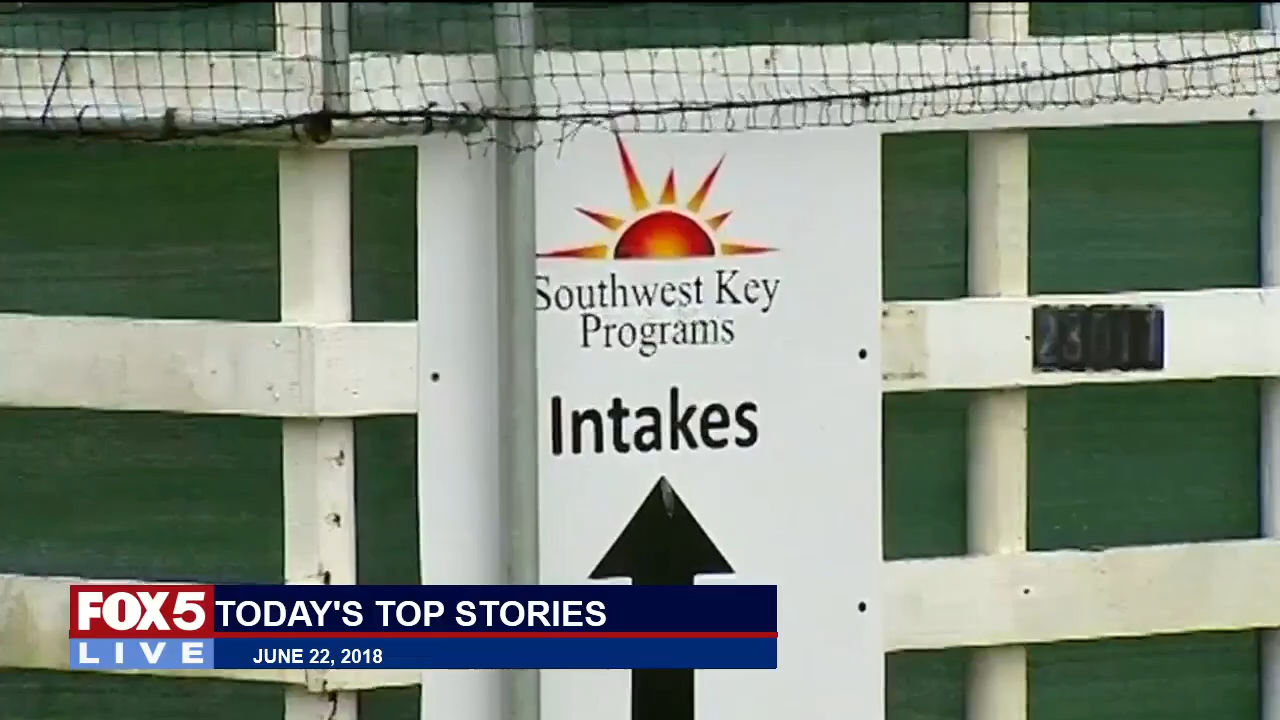 Southwest Key
Programs
Intakes
FOX5
LIVE
TODAY'S TOP STORIES
JUNE 22, 2018